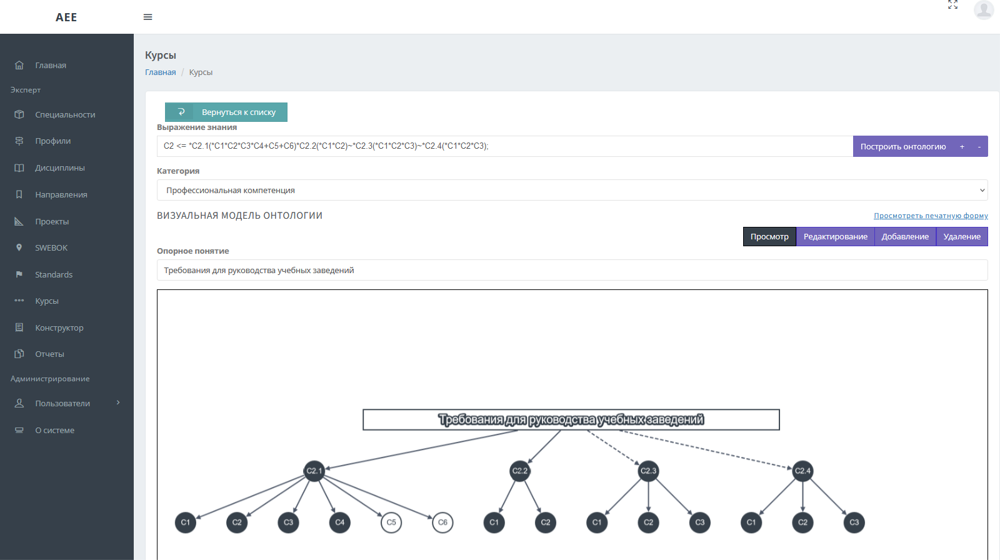 AEE
Главная
Эксперт
Специальности
Профили
Дисциплины
Направления
Проекты
SWEBOK
Standards
Курсы
Конструктор
Отчеты
Администрирование
Пользователи
О системе
Курсы
Главная / Курсы
Вернуться к списку
Выражение знания
C2 <= *C2.1(*C1*C2*C3*C4+C5+C6)*C2.2(*C1*C2)~*C2.3(*C1*C2*C3)~*C2.4(*C1*C2*C3);
Построить онтологию + -
Категория
Профессиональная компетенция
ВИЗУАЛЬНАЯ МОДЕЛЬ ОНТОЛОГИИ
Просмотреть печатную форму
Просмотр Редактирование Добавление Удаление
Опорное понятие
Требования для руководства учебных заведений
Требования для руководства учебных заведений
C2.1 C2.2 C2.3 C2.4
C1 C2 C3 C4 C5 C6 C1 C2 C1 C2 C3 C1 C2 C3